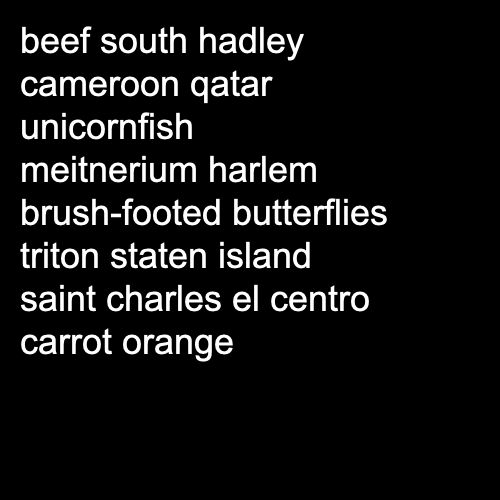 beef south hadley
cameroon qatar
unicornfish
meitnerium harlem
brush-footed butterflies
triton staten island
saint charles el centro
carrot orange